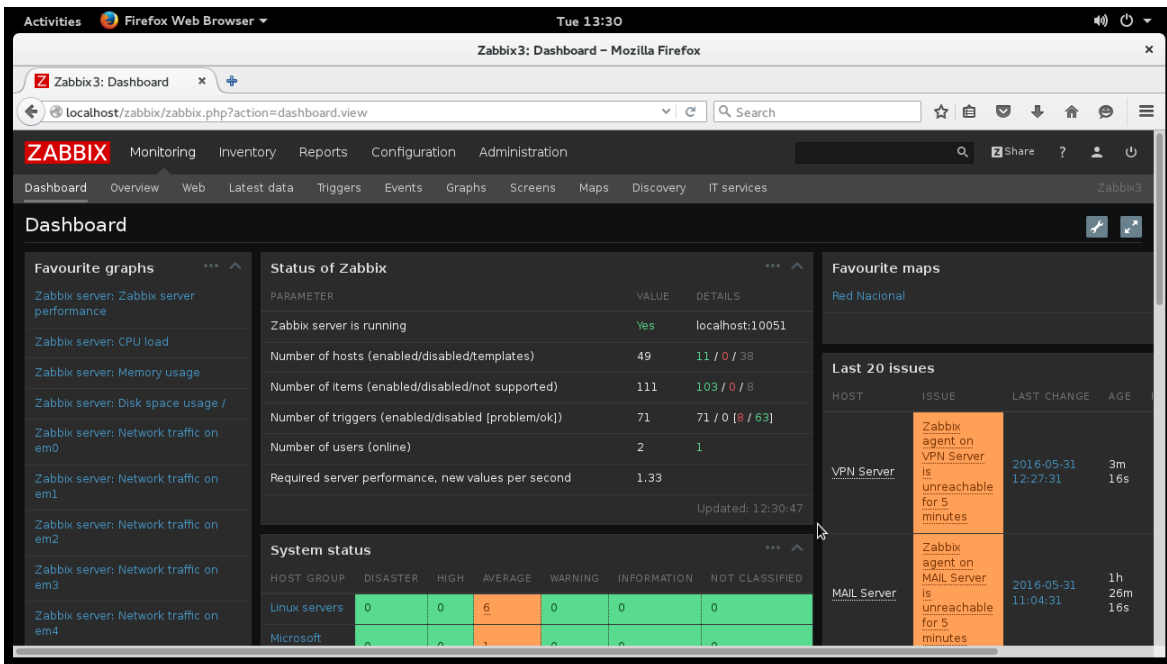 Activities Firefox Web Browser Tue 13:30
Zabbix3: Dashboard – Mozilla Firefox ×
Z Zabbix3: Dashboard ×
localhost/zabbix/zabbix.php?action=dashboard.view Search
ZABBIX Monitoring Inventory Reports Configuration Administration Z Share ?
Dashboard Overview Web Latest data Triggers Events Graphs Screens Maps Discovery IT services Zabbix3
Dashboard
Favourite graphs
Zabbix server: Zabbix server
performance
Zabbix server: CPU load
Zabbix server: Memory usage
Zabbix server: Disk space usage /
Zabbix server: Network traffic on
em0
Zabbix server: Network traffic on
em1
Zabbix server: Network traffic on
em2
Zabbix server: Network traffic on
em3
Zabbix server: Network traffic on
em4
Status of Zabbix
PARAMETER VALUE DETAILS
Zabbix server is running Yes localhost:10051
Number of hosts (enabled/disabled/templates) 49 11 / 0 / 38
Number of items (enabled/disabled/not supported) 111 103 / 0 / 8
Number of triggers (enabled/disabled [problem/ok]) 71 71 / 0 [8 / 63]
Number of users (online) 2 1
Required server performance, new values per second 1.33
Updated: 12:30:47
System status
HOST GROUP DISASTER HIGH AVERAGE WARNING INFORMATION NOT CLASSIFIED
Linux servers 0 0 6 0 0 0
Microsoft 0 0 1 0 0 0
Favourite maps
Red Nacional
Last 20 issues
HOST ISSUE LAST CHANGE AGE
VPN Server
Zabbix
agent on
VPN Server
is
unreachable
for 5
minutes
2016-05-31
12:27:31
3m
16s
MAIL Server
Zabbix
agent on
MAIL Server
is
unreachable
for 5
minutes
2016-05-31
11:04:31
1h
26m
16s